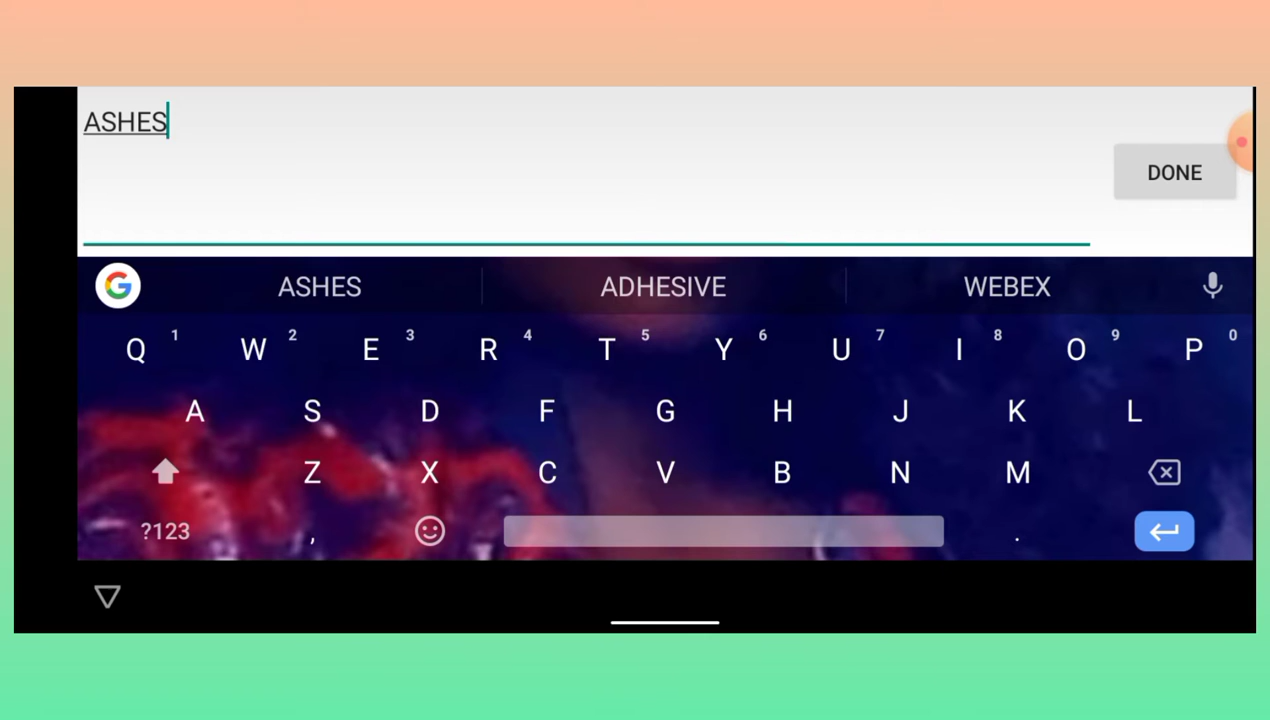 ASHES
DONE
ASHES ADHESIVE WEBEX
Q 1 W 2 E 3 R 4 T 5 Y 6 U 7 I 8 O 9 P 0
A S D F G H J K L
Z X C V B N M
?123 , .